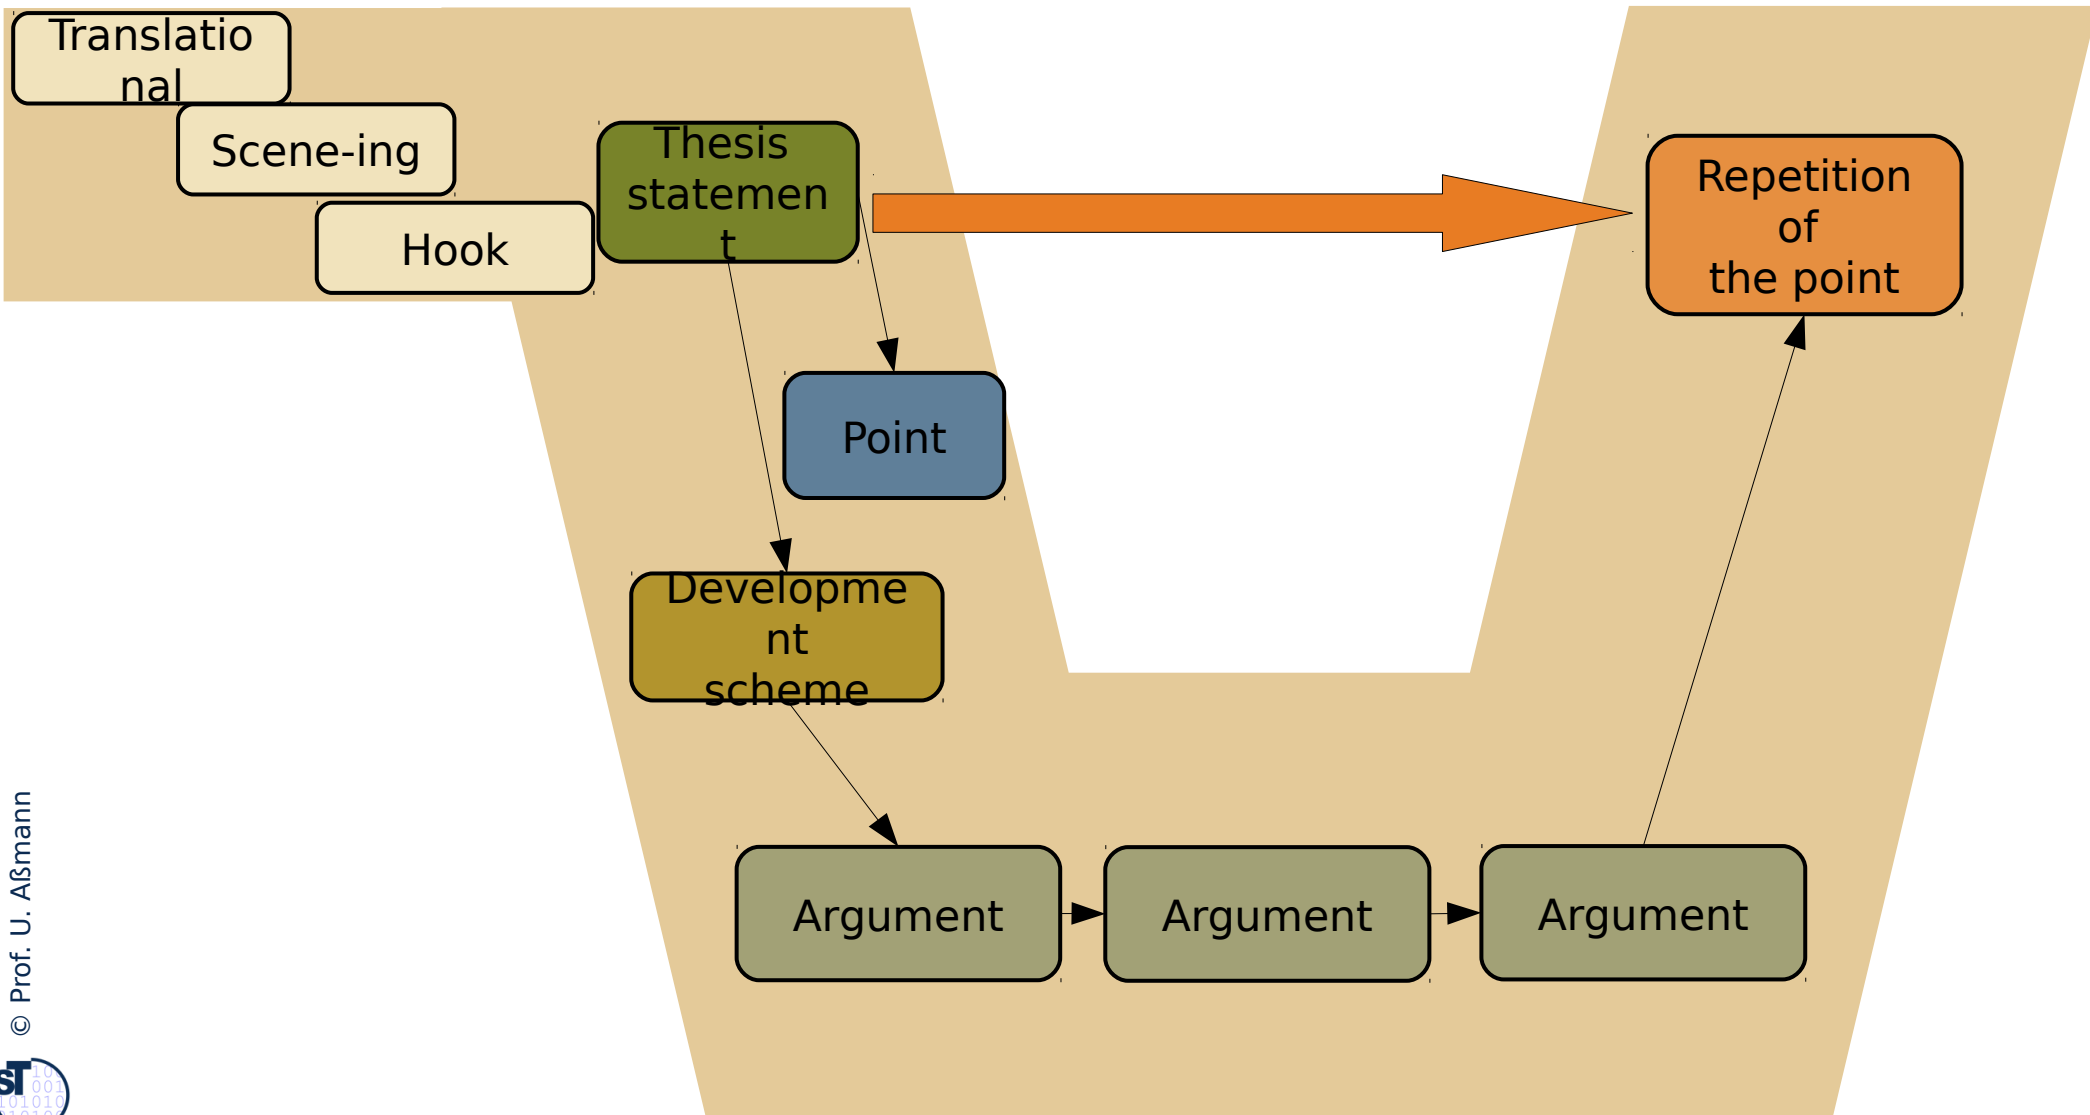 Translatio
nal
Scene-ing
Hook
Thesis
statemen
t
Repetition
of
the point
Point
Developme
nt
scheme
Argument
Argument
Argument
© Prof. U. Aßmann
sT